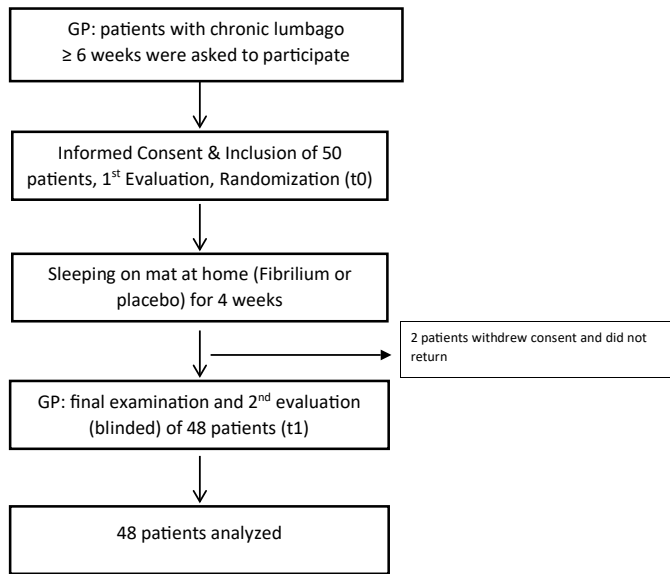 GP: patients with chronic lumbago
≥ 6 weeks were asked to participate
Informed Consent & Inclusion of 50
patients, 1st Evaluation, Randomization (t0)
Sleeping on mat at home (Fibrilium or
placebo) for 4 weeks
2 patients withdrew consent and did not
return
GP: final examination and 2nd evaluation
(blinded) of 48 patients (t1)
48 patients analyzed